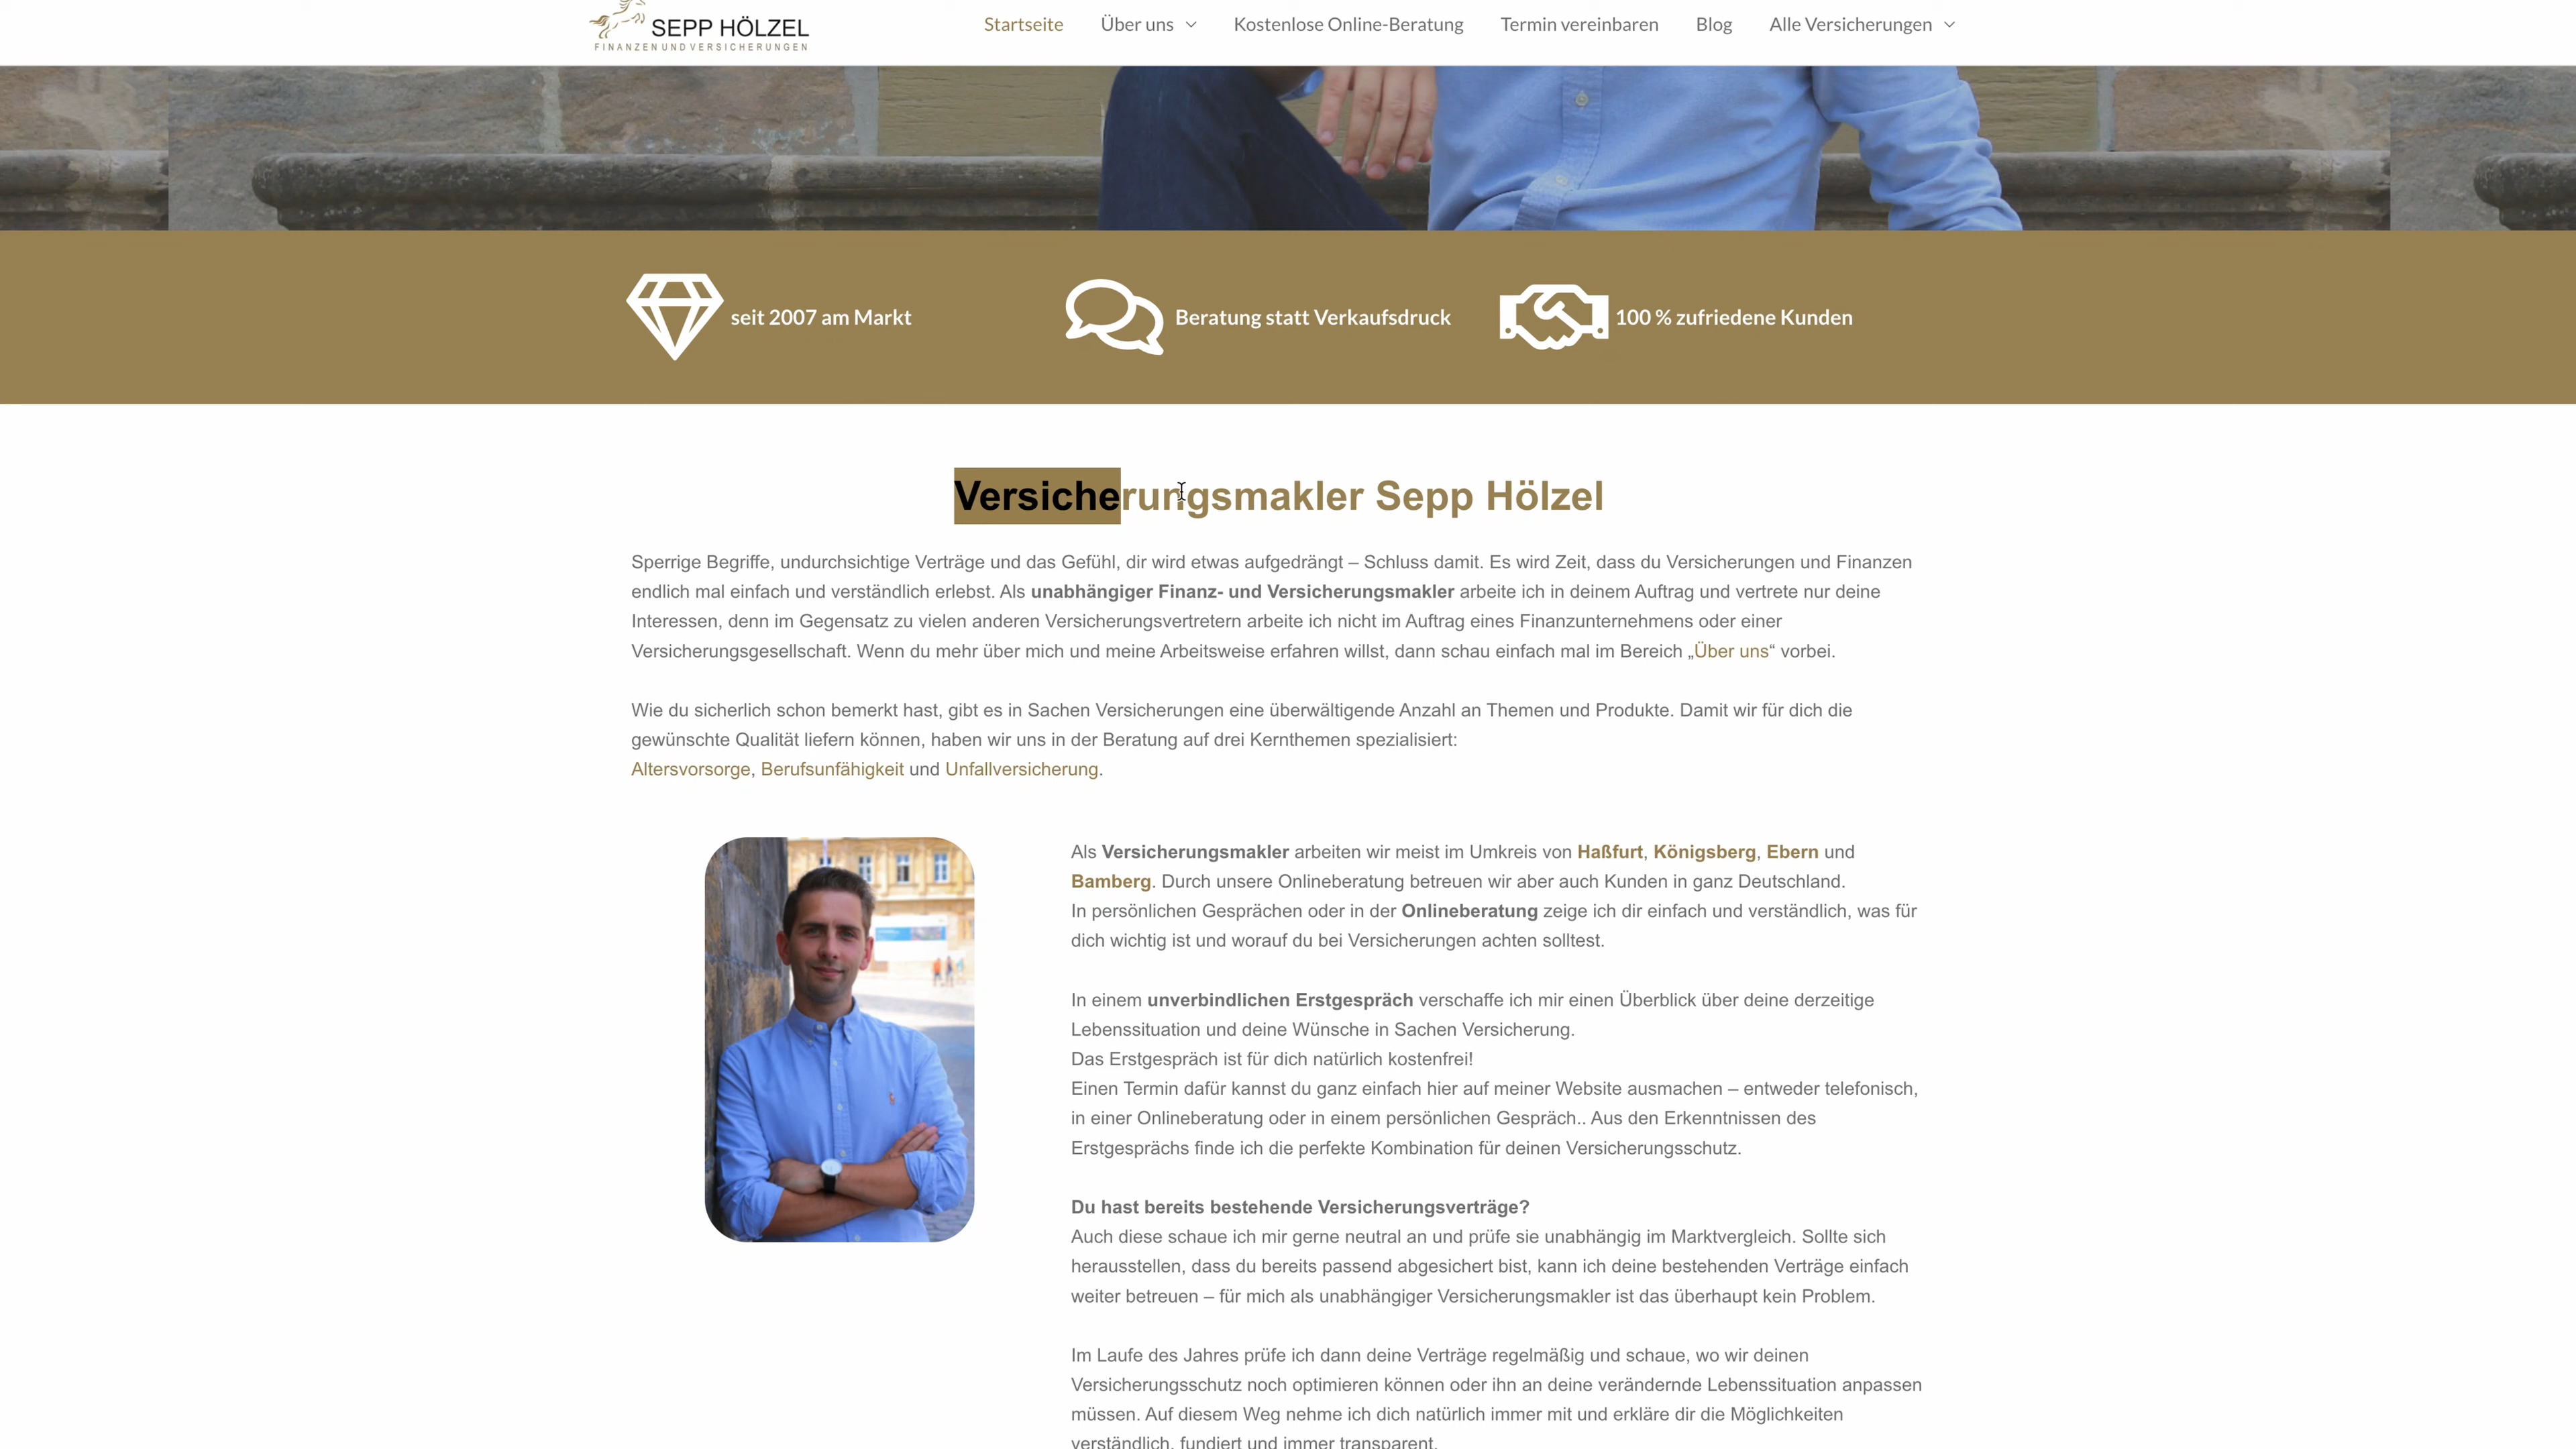 SEPP HÖLZEL
FINANZEN UND VERSICHERUNGEN
Startseite
Über uns
Kostenlose Online-Beratung
Termin vereinbaren
Blog
Alle Versicherungen
seit 2007 am Markt
Beratung statt Verkaufsdruck
100 % zufriedene Kunden
Versicherungsmakler Sepp Hölzel
Sperrige Begriffe, undurchsichtige Verträge und das Gefühl, dir wird etwas aufgedrängt – Schluss damit. Es wird Zeit, dass du Versicherungen und Finanzen
endlich mal einfach und verständlich erlebst. Als unabhängiger Finanz- und Versicherungsmakler arbeite ich in deinem Auftrag und vertrete nur deine
Interessen, denn im Gegensatz zu vielen anderen Versicherungsvertretern arbeite ich nicht im Auftrag eines Finanzunternehmens oder einer
Versicherungsgesellschaft. Wenn du mehr über mich und meine Arbeitsweise erfahren willst, dann schau einfach mal im Bereich „Über uns“ vorbei.
Wie du sicherlich schon bemerkt hast, gibt es in Sachen Versicherungen eine überwältigende Anzahl an Themen und Produkte. Damit wir für dich die
gewünschte Qualität liefern können, haben wir uns in der Beratung auf drei Kernthemen spezialisiert:
Altersvorsorge, Berufsunfähigkeit und Unfallversicherung.
Als Versicherungsmakler arbeiten wir meist im Umkreis von Haßfurt, Königsberg, Ebern und
Bamberg. Durch unsere Onlineberatung betreuen wir aber auch Kunden in ganz Deutschland.
In persönlichen Gesprächen oder in der Onlineberatung zeige ich dir einfach und verständlich, was für
dich wichtig ist und worauf du bei Versicherungen achten solltest.
In einem unverbindlichen Erstgespräch verschaffe ich mir einen Überblick über deine derzeitige
Lebenssituation und deine Wünsche in Sachen Versicherung.
Das Erstgespräch ist für dich natürlich kostenfrei!
Einen Termin dafür kannst du ganz einfach hier auf meiner Website ausmachen – entweder telefonisch,
in einer Onlineberatung oder in einem persönlichen Gespräch.. Aus den Erkenntnissen des
Erstgesprächs finde ich die perfekte Kombination für deinen Versicherungsschutz.
Du hast bereits bestehende Versicherungsverträge?
Auch diese schaue ich mir gerne neutral an und prüfe sie unabhängig im Marktvergleich. Sollte sich
herausstellen, dass du bereits passend abgesichert bist, kann ich deine bestehenden Verträge einfach
weiter betreuen – für mich als unabhängiger Versicherungsmakler ist das überhaupt kein Problem.
Im Laufe des Jahres prüfe ich dann deine Verträge regelmäßig und schaue, wo wir deinen
Versicherungsschutz noch optimieren können oder ihn an deine verändernde Lebenssituation anpassen
müssen. Auf diesem Weg nehme ich dich natürlich immer mit und erkläre dir die Möglichkeiten
verständlich, fundiert und immer transparent.